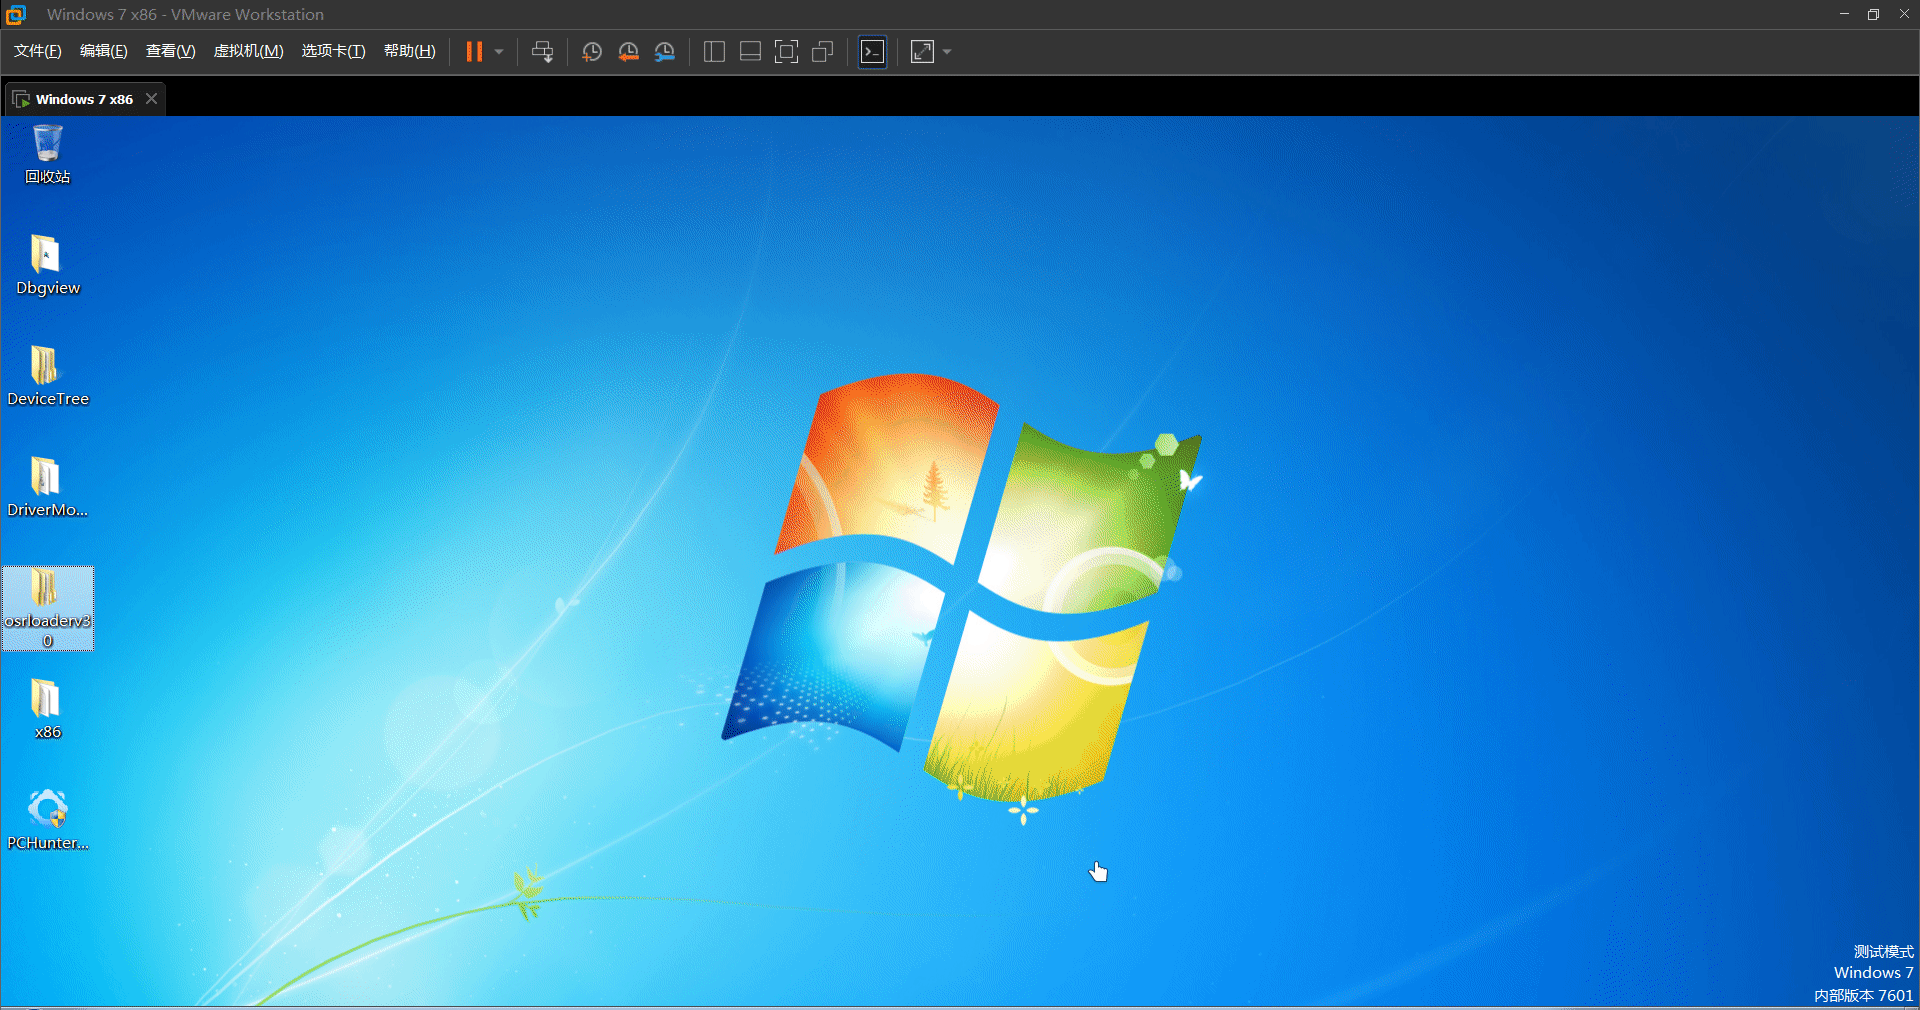 Windows 7 x86 - VMware Workstation
文件(F) 编辑(E) 查看(V) 虚拟机(M) 选项卡(T) 帮助(H)
Windows 7 x86
回收站
Dbgview
DeviceTree
DriverMo...
osrloaderv3
0
x86
PCHunter...
测试模式
Windows 7
内部版本 7601